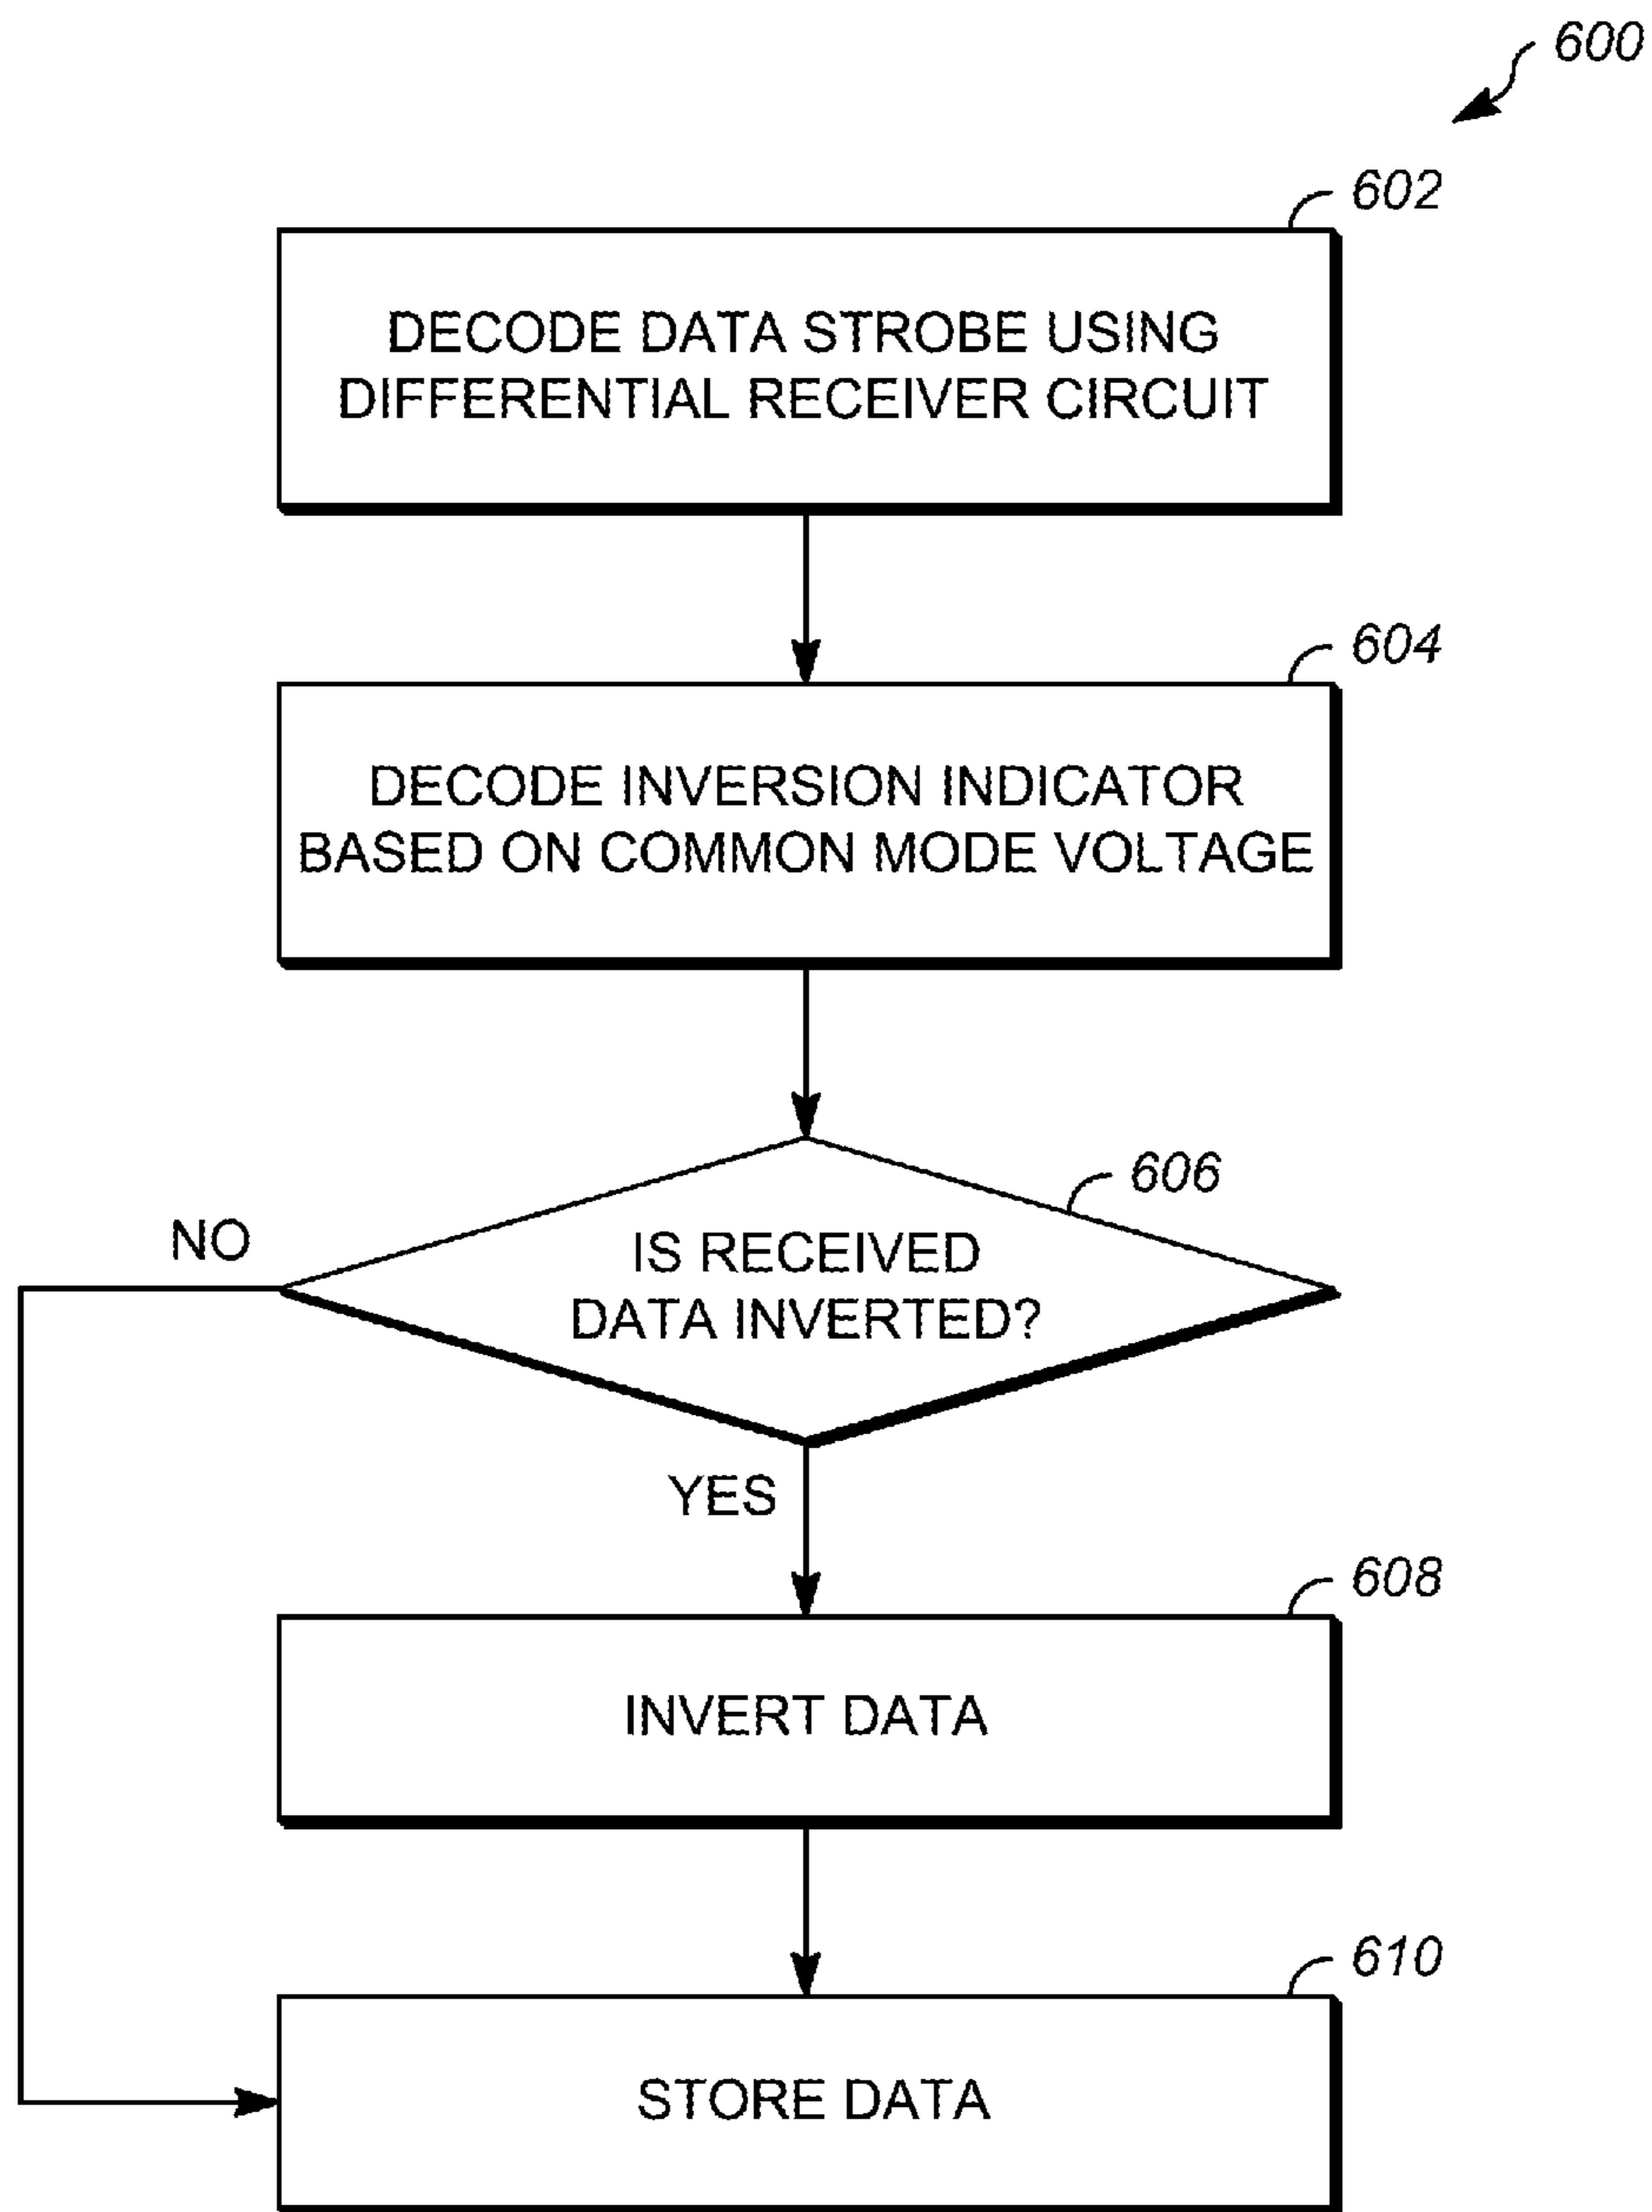 600
602
DECODE DATA STROBE USING
DIFFERENTIAL RECEIVER CIRCUIT
604
DECODE INVERSION INDICATOR
BASED ON COMMON MODE VOLTAGE
606
NO
IS RECEIVED
DATA INVERTED?
YES
608
INVERT DATA
610
STORE DATA